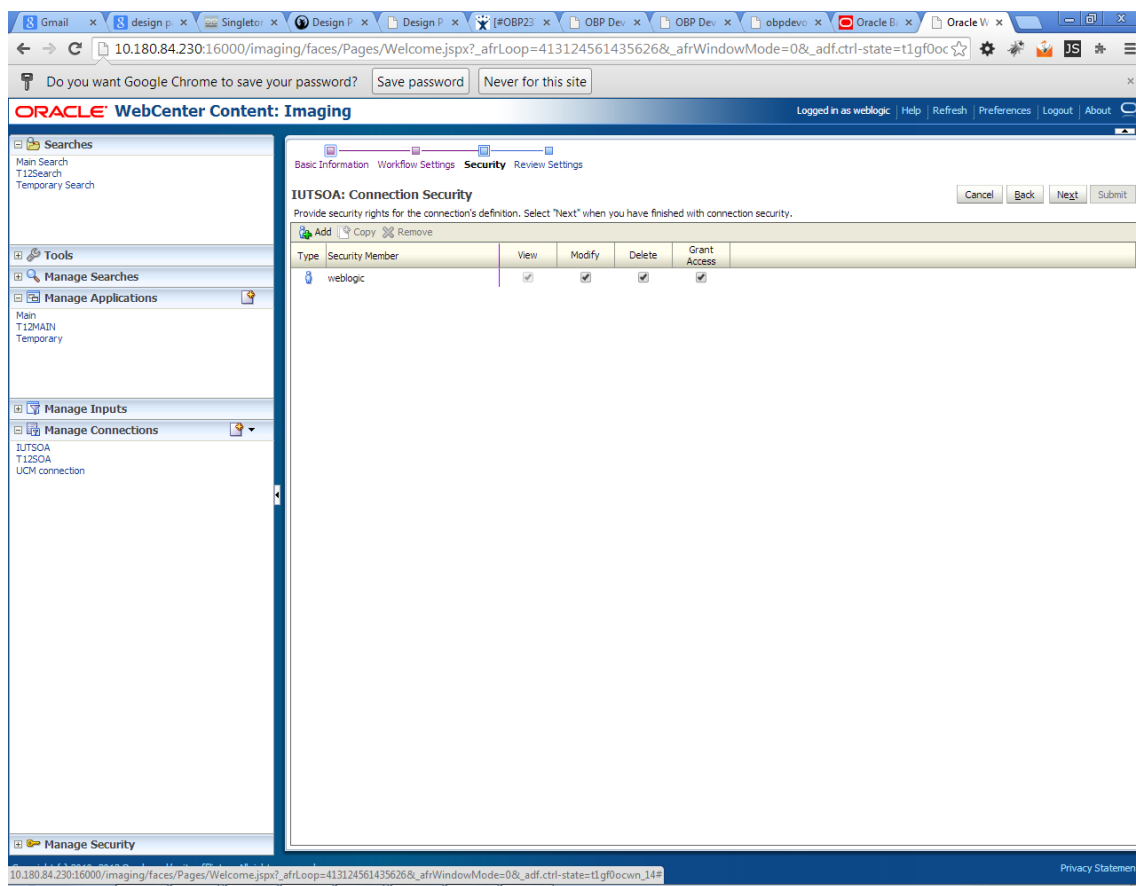 Gmail design p Singletor Design P Design P [#OBP23 OBP Dev OBP Dev obpdevo Oracle B Oracle W
10.180.84.230:16000/imaging/faces/Pages/Welcome.jspx?_afrLoop=413124561435626&_afrWindowMode=0&_adf.ctrl-state=t1gf0oc
Do you want Google Chrome to save your password? Save password Never for this site
ORACLE WebCenter Content: Imaging
Logged in as weblogic Help Refresh Preferences Logout About
Searches
Main Search
T12Search
Temporary Search
Tools
Manage Searches
Manage Applications
Main
T12MAIN
Temporary
Manage Inputs
Manage Connections
IUTSOA
T12SOA
UCM connection
Manage Security
Basic Information Workflow Settings Security Review Settings
IUTSOA: Connection Security
Cancel Back Next Submit
Provide security rights for the connection's definition. Select "Next" when you have finished with connection security.
Add Copy Remove
Type Security Member View Modify Delete Grant Access
weblogic
Privacy Statemen
10.180.84.230:16000/imaging/faces/Pages/Welcome.jspx?_afrLoop=413124561435626&_afrWindowMode=0&_adf.ctrl-state=t1gf0ocwn_14#